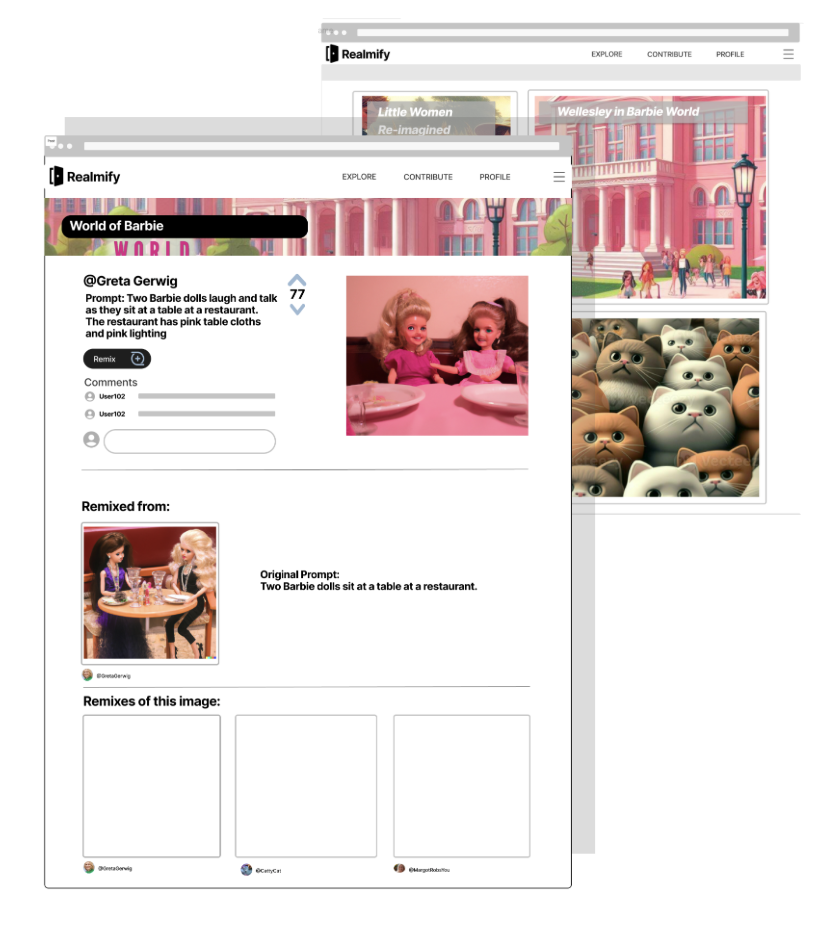 Realmify
EXPLORE CONTRIBUTE PROFILE
Little Women
Re-imagined
Wellesley in Barbie World
Realmify
EXPLORE CONTRIBUTE PROFILE
World of Barbie
WORLD
@Greta Gerwig
77
Prompt: Two Barbie dolls laugh and talk
as they sit at a table at a restaurant.
The restaurant has pink table cloths
and pink lighting
Remix
Comments
User102
User102
Remixed from:
Original Prompt:
Two Barbie dolls sit at a table at a restaurant.
@GretaGerwig
Remixes of this image:
@GretaGerwig
@CattyCat
@MargotRobsYou